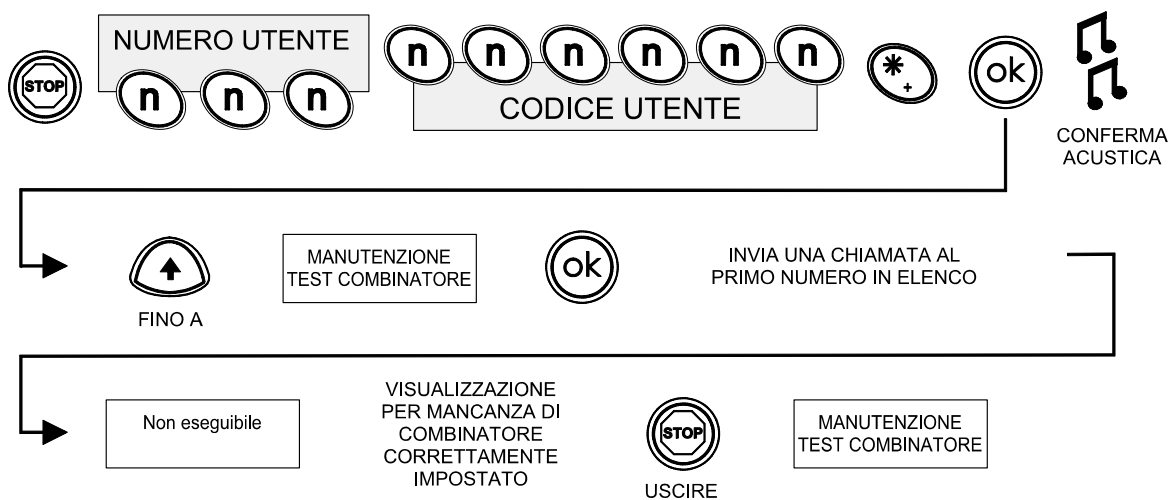 STOP
NUMERO UTENTE
n n n
n n n n n n
CODICE UTENTE
* +
ok
CONFERMA
ACUSTICA
FINO A
MANUTENZIONE
TEST COMBINATORE
ok
INVIA UNA CHIAMATA AL
PRIMO NUMERO IN ELENCO
Non eseguibile
VISUALIZZAZIONE
PER MANCANZA DI
COMBINATORE
CORRETTAMENTE
IMPOSTATO
STOP
USCIRE
MANUTENZIONE
TEST COMBINATORE